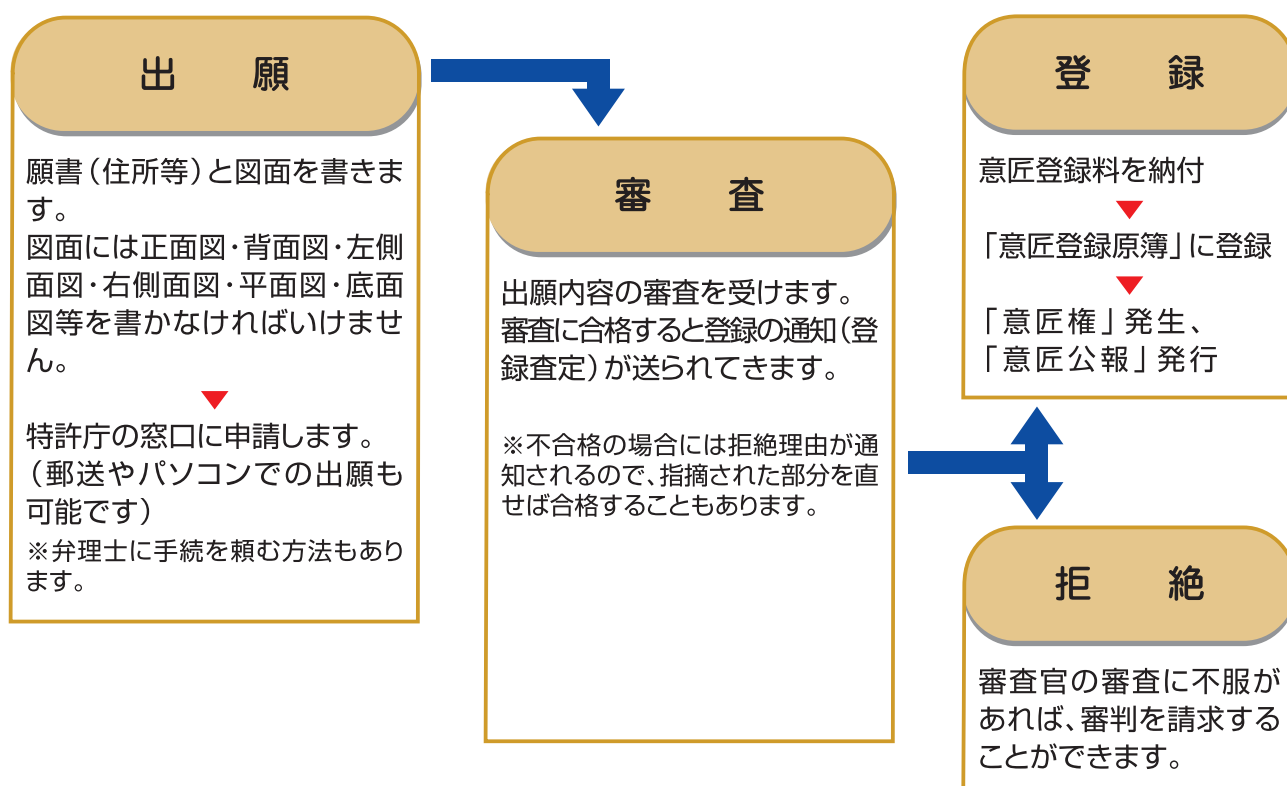 出　願
願書（住所等）と図面を書きま
す。
図面には正面図・背面図・左側
面図・右側面図・平面図・底面
図等を書かなければいけませ
ん。
特許庁の窓口に申請します。
（郵送やパソコンでの出願も
可能です）
※弁理士に手続を頼む方法もあり
ます。
審　査
出願内容の審査を受けます。
審査に合格すると登録の通知（登
録査定）が送られてきます。
※不合格の場合には拒絶理由が通
知されるので、指摘された部分を直
せば合格することもあります。
登　録
意匠登録料を納付
「意匠登録原簿」に登録
「意匠権」発生、
「意匠公報」発行
拒　絶
審査官の審査に不服が
あれば、審判を請求する
ことができます。